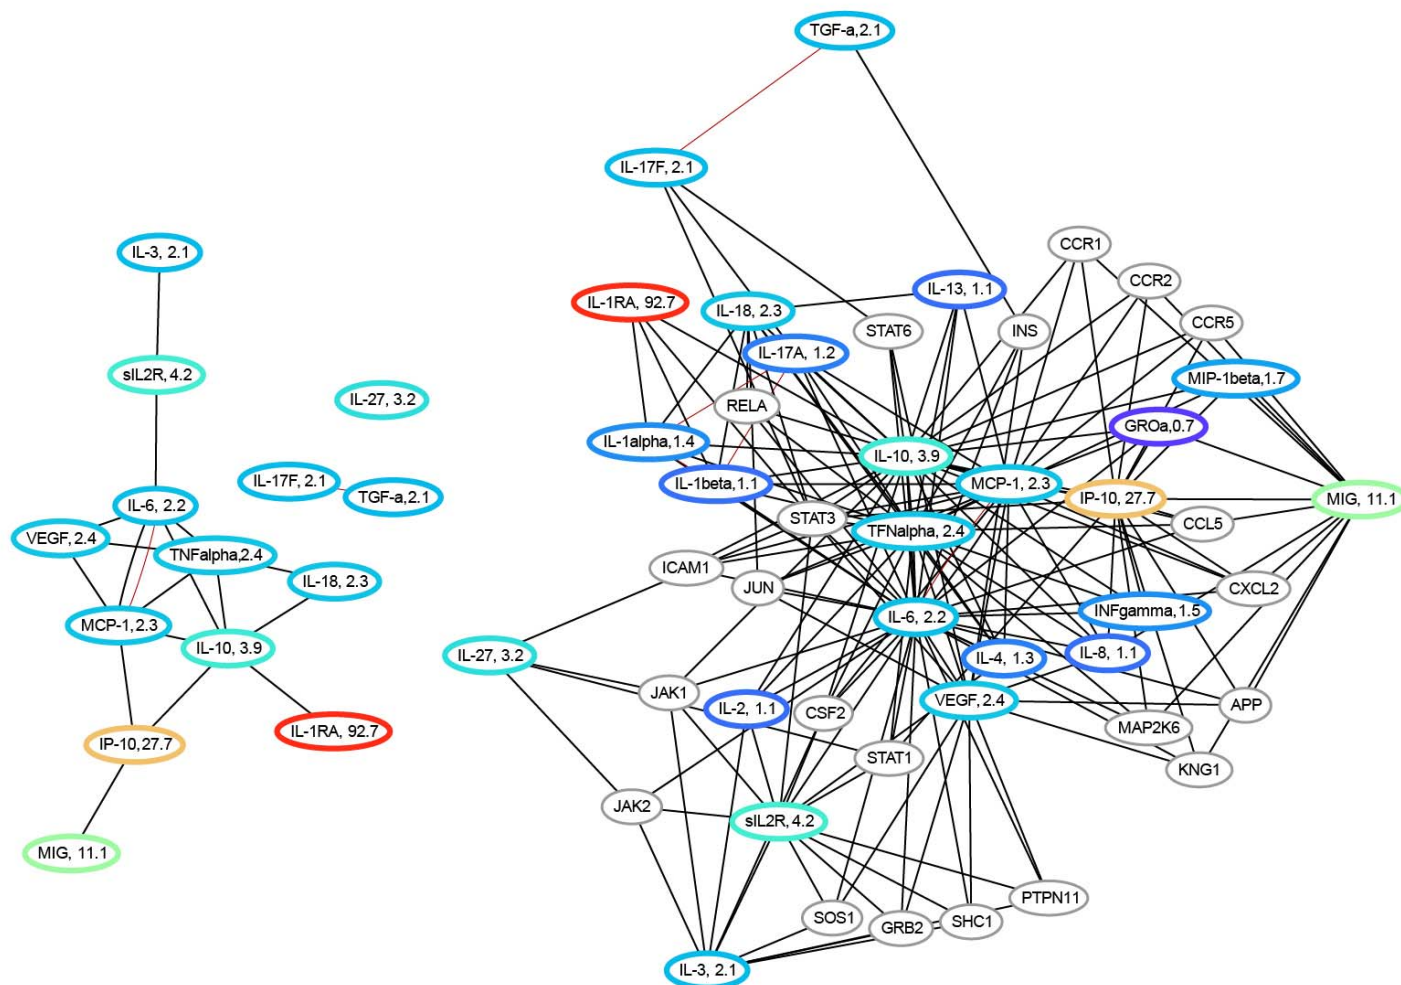 TGF-a,2.1
IL-17F, 2.1
IL-3, 2.1
sIL2R, 4.2
IL-27, 3.2
IL-17F, 2.1
TGF-a,2.1
IL-6, 2.2
VEGF, 2.4
TNFalpha,2.4
IL-18, 2.3
MCP-1,2.3
IL-10, 3.9
IP-10,27.7
IL-1RA, 92.7
MIG, 11.1
CCR1
CCR2
CCR5
IL-1RA, 92.7
IL-18, 2.3
IL-13, 1.1
STAT6
INS
IL-17A, 1.2
MIP-1beta,1.7
RELA
GROa,0.7
IL-1alpha,1.4
IL-10, 3.9
IL-1beta,1.1
MCP-1, 2.3
IP-10, 27.7
MIG, 11.1
STAT3
TFNalpha, 2.4
CCL5
ICAM1
JUN
CXCL2
IL-6, 2.2
INFgamma, 1.5
IL-27, 3.2
IL-4, 1.3
IL-8, 1.1
JAK1
IL-2, 1.1
CSF2
VEGF, 2.4
APP
MAP2K6
STAT1
KNG1
JAK2
sIL2R, 4.2
PTPN11
SOS1
GRB2
SHC1
IL-3, 2.1